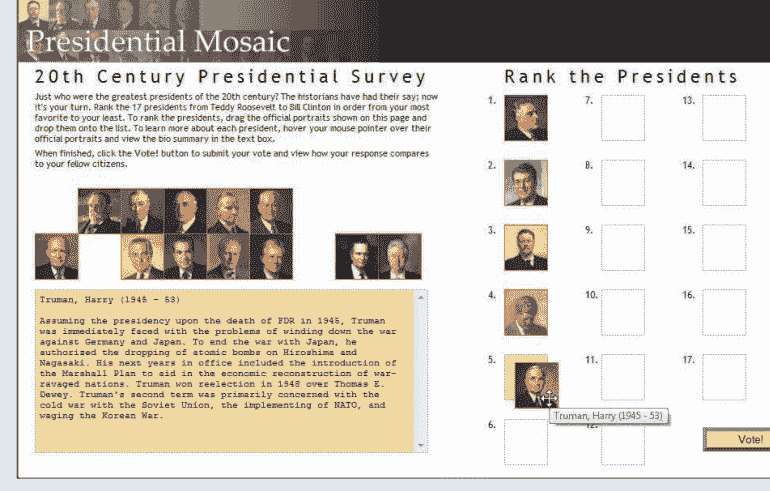 Presidential Mosaic
20th Century Presidential Survey
Just who were the greatest presidents of the 20th century? The historians have had their say; now
it's your turn. Rank the 17 presidents from Teddy Roosevelt to Bill Clinton in order from your most
favorite to your least. To rank the presidents, drag the official portraits shown on this page and
drop them onto the list. To learn more about each president, hover your mouse pointer over their
official portraits and view the bio summary in the text box.
When finished, click the Vote! button to submit your vote and view how your response compares
to your fellow citizens.
Truman, Harry (1945 - 53)
Assuming the presidency upon the death of FDR in 1945, Truman
was immediately faced with the problems of winding down the war
against Germany and Japan. To end the war with Japan, he
authorized the dropping of atomic bombs on Hiroshima and
Nagasaki. His next years in office included the introduction of
the Marshall Plan to aid in the economic reconstruction of war-
ravaged nations. Truman won reelection in 1948 over Thomas E.
Dewey. Truman's second term was primarily concerned with the
cold war with the Soviet Union, the implementing of NATO, and
waging the Korean War.
Rank the Presidents
1. 7. 13.
2. 8. 14.
3. 9. 15.
4. 10. 16.
5. 11. 17.
Truman, Harry (1945 - 53)
6. 12.
Vote!